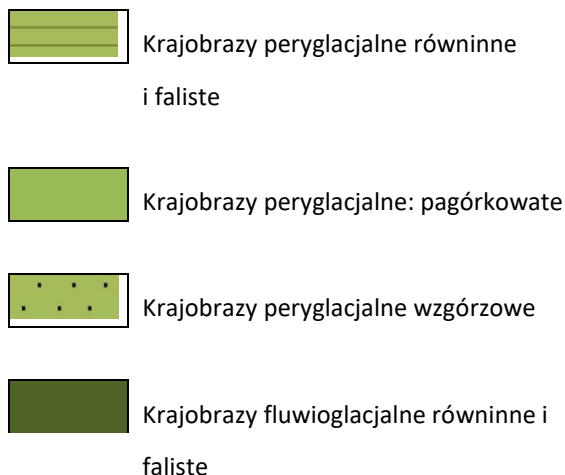 Krajobrazy peryglacjalne równinne
i faliste
Krajobrazy peryglacjalne: pagórkowate
Krajobrazy peryglacjalne wzgórzowe
Krajobrazy fluwioglacjalne równinne i
faliste